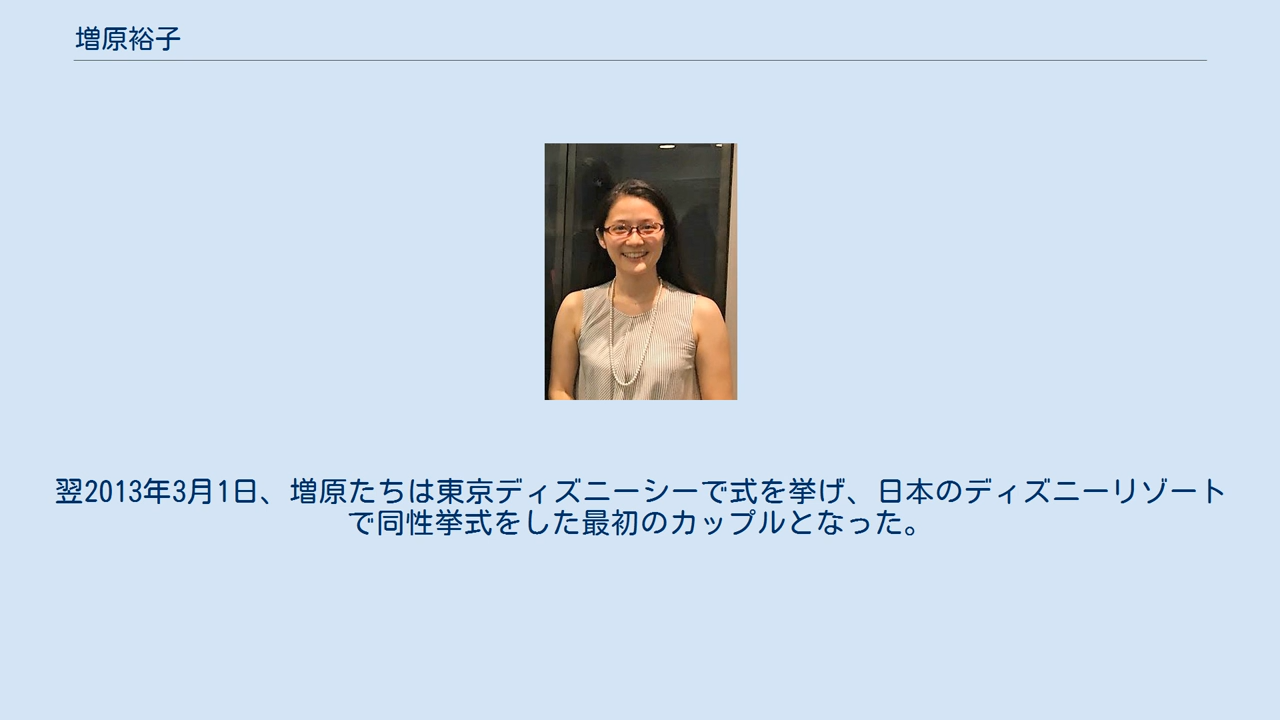 増原裕子
翌2013年3月1日、増原たちは東京ディズニーシーで式を挙げ、日本のディズニーリゾート
で同性挙式をした最初のカップルとなった。